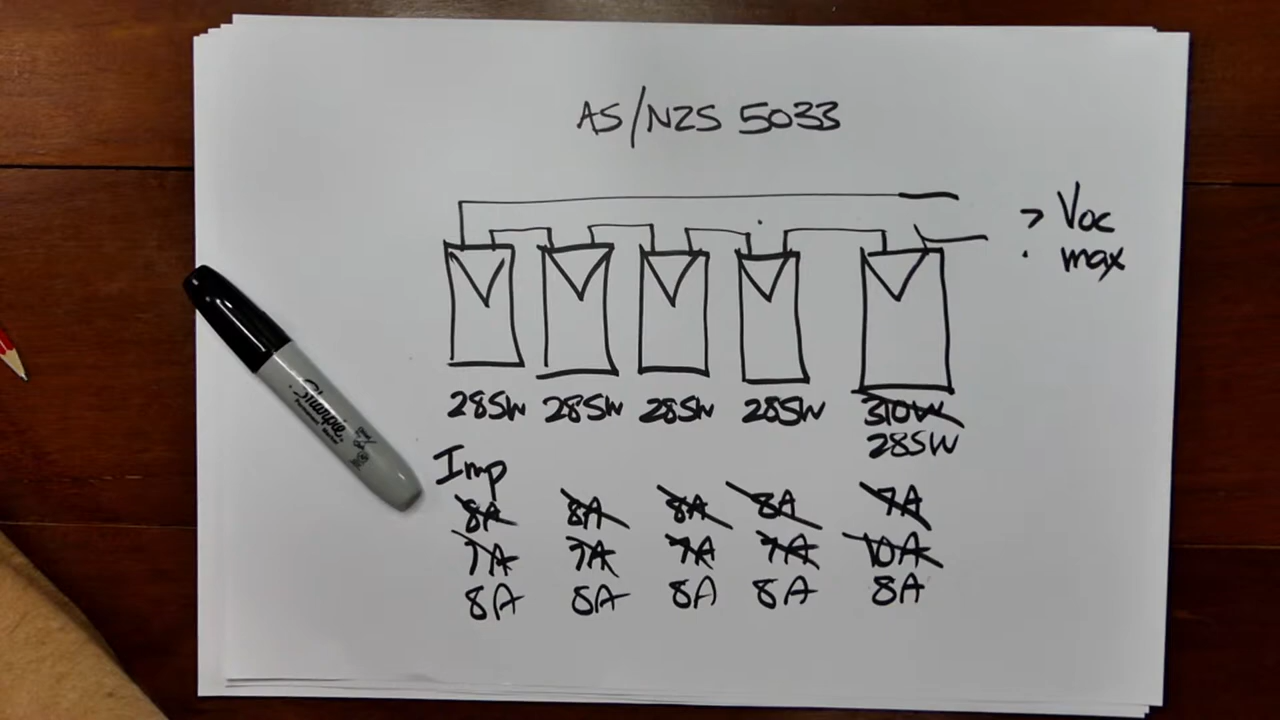 AS/NZS 5033
> Voc
· max
285W 285W 285W 285W 310W
285W
Imp
8A 8A 8A 8A 7A
7A 7A 7A 7A 10A
8A 8A 8A 8A 8A
Sharpie